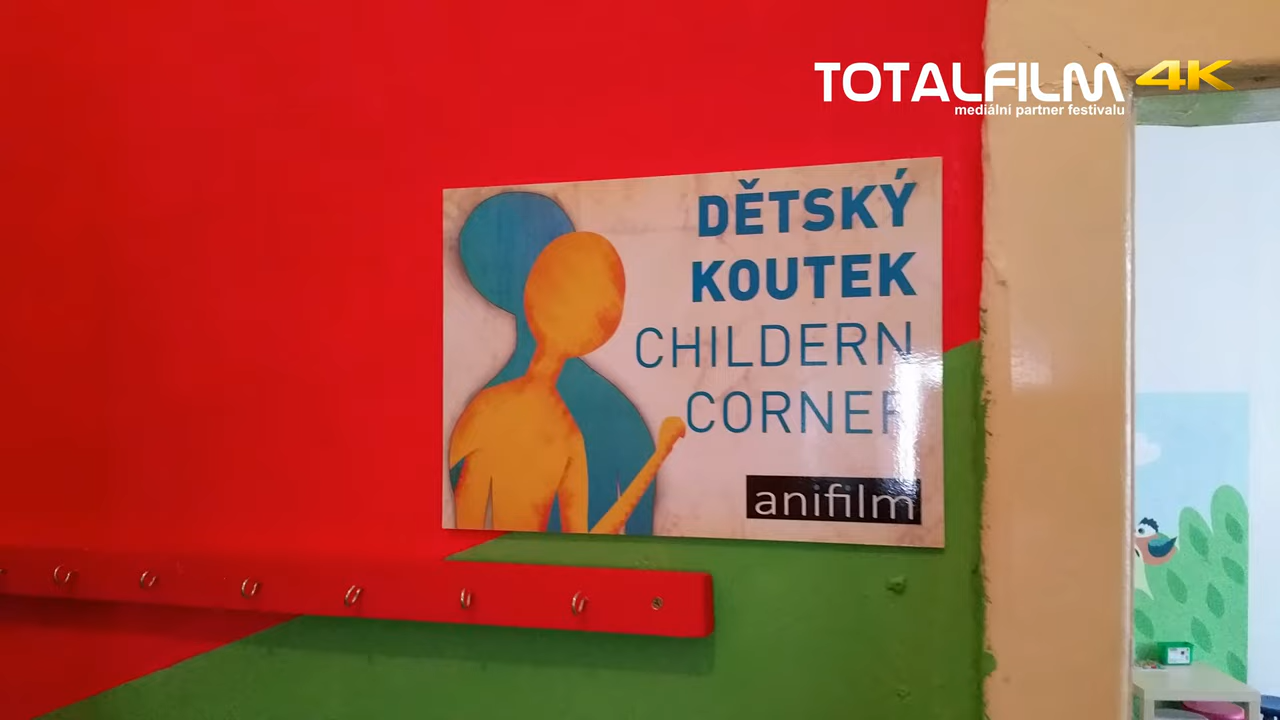 TOTALFILM 4K
mediální partner festivalu
DĚTSKÝ
KOUTEK
CHILDERN
CORNER
anifilm